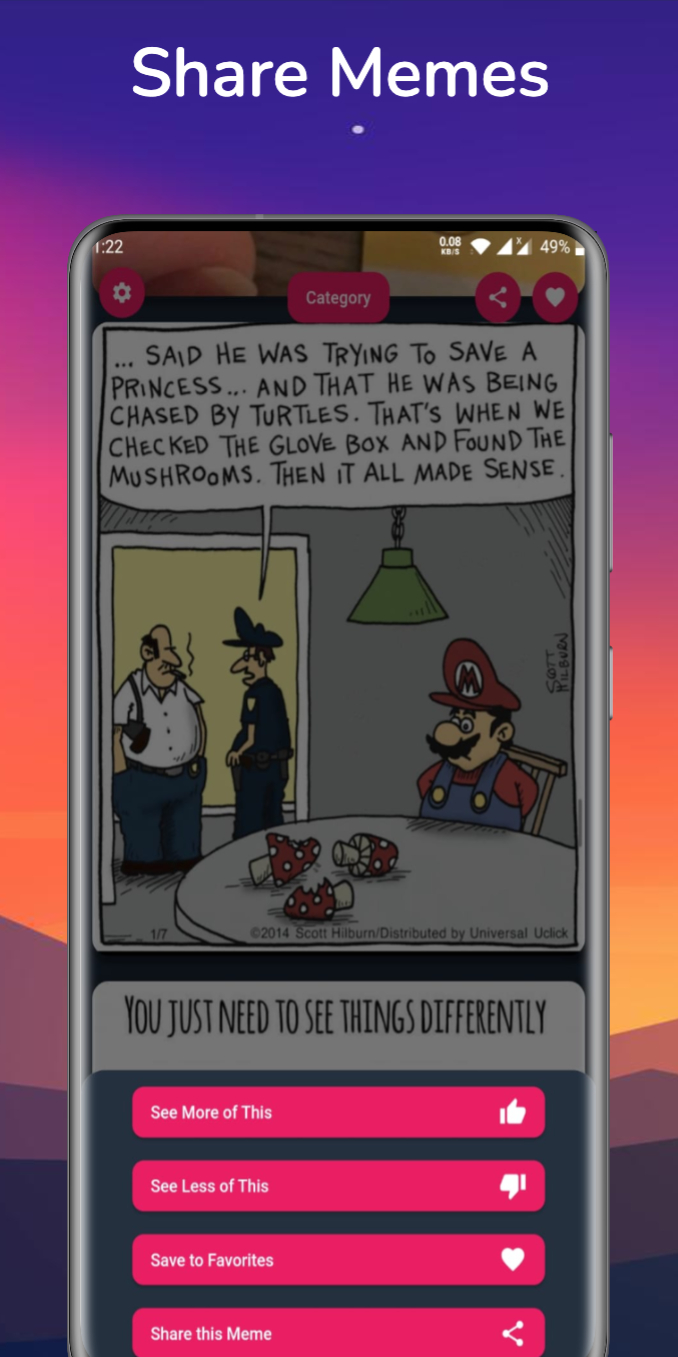 Share Memes
1:22
0.08
KB/S
X
49%
Category
... SAID HE WAS TRYING TO SAVE A
PRINCESS... AND THAT HE WAS BEING
CHASED BY TURTLES. THAT'S WHEN WE
CHECKED THE GLOVE BOX AND FOUND THE
MUSHROOMS. THEN IT ALL MADE SENSE.
SCOTT
HILBURN
M
1/7
©2014 Scott Hilburn/Distributed by Universal Uclick
YOU JUST NEED TO SEE THINGS DIFFERENTLY
See More of This
See Less of This
Save to Favorites
Share this Meme